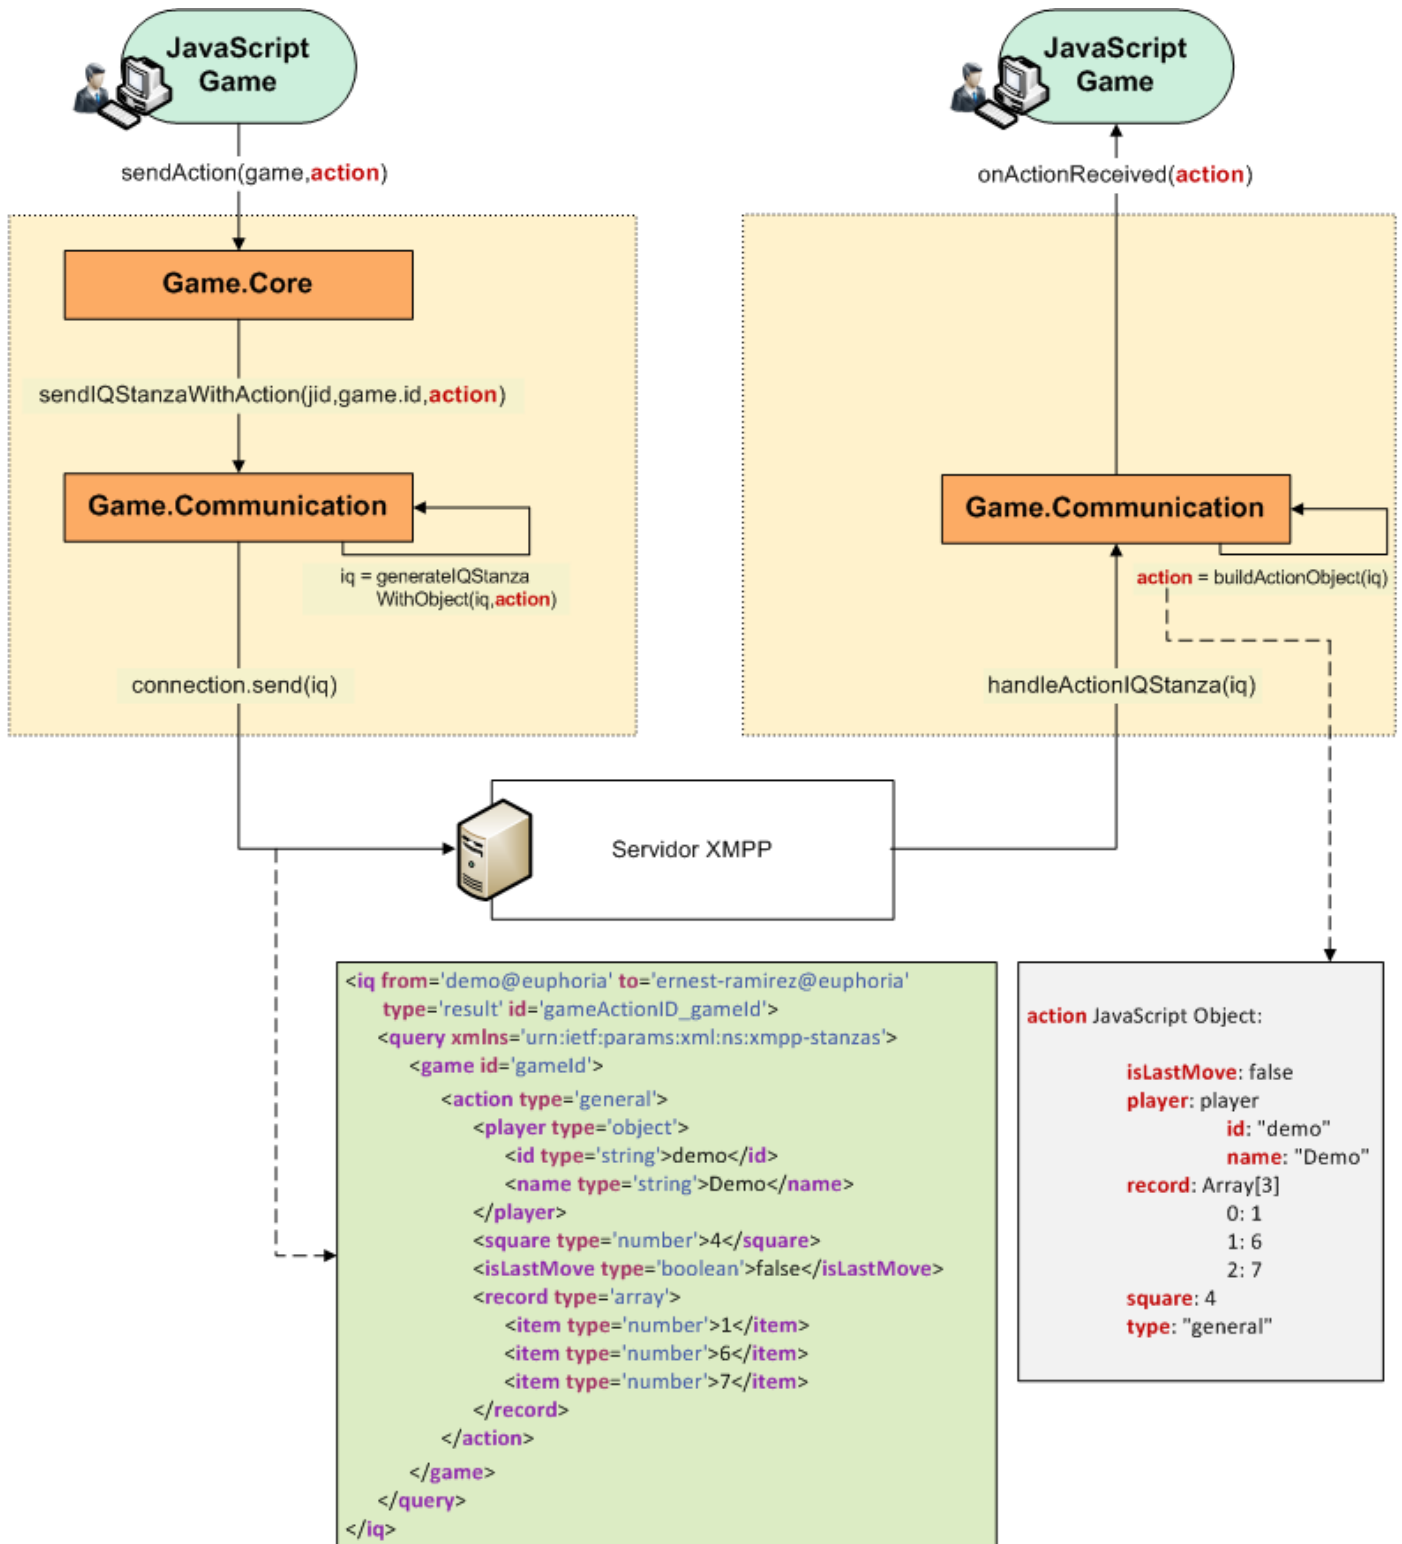 JavaScript
Game
sendAction(game,action)
Game.Core
sendIQStanzaWithAction(jid,game.id,action)
Game.Communication
iq = generateIQStanza
WithObject(iq,action)
connection.send(iq)
JavaScript
Game
onActionReceived(action)
Game.Communication
action = buildActionObject(iq)
handleActionIQStanza(iq)
Servidor XMPP
<iq from='demo@euphoria' to='ernest-ramirez@euphoria'
type='result' id='gameActionID_gameId'>
<query xmlns='urn:ietf:params:xml:ns:xmpp-stanzas'>
<game id='gameId'>
<action type='general'>
<player type='object'>
<id type='string'>demo</id>
<name type='string'>Demo</name>
</player>
<square type='number'>4</square>
<isLastMove type='boolean'>false</isLastMove>
<record type='array'>
<item type='number'>1</item>
<item type='number'>6</item>
<item type='number'>7</item>
</record>
</action>
</game>
</query>
</iq>
action JavaScript Object:
isLastMove: false
player: player
id: "demo"
name: "Demo"
record: Array[3]
0: 1
1: 6
2: 7
square: 4
type: "general"